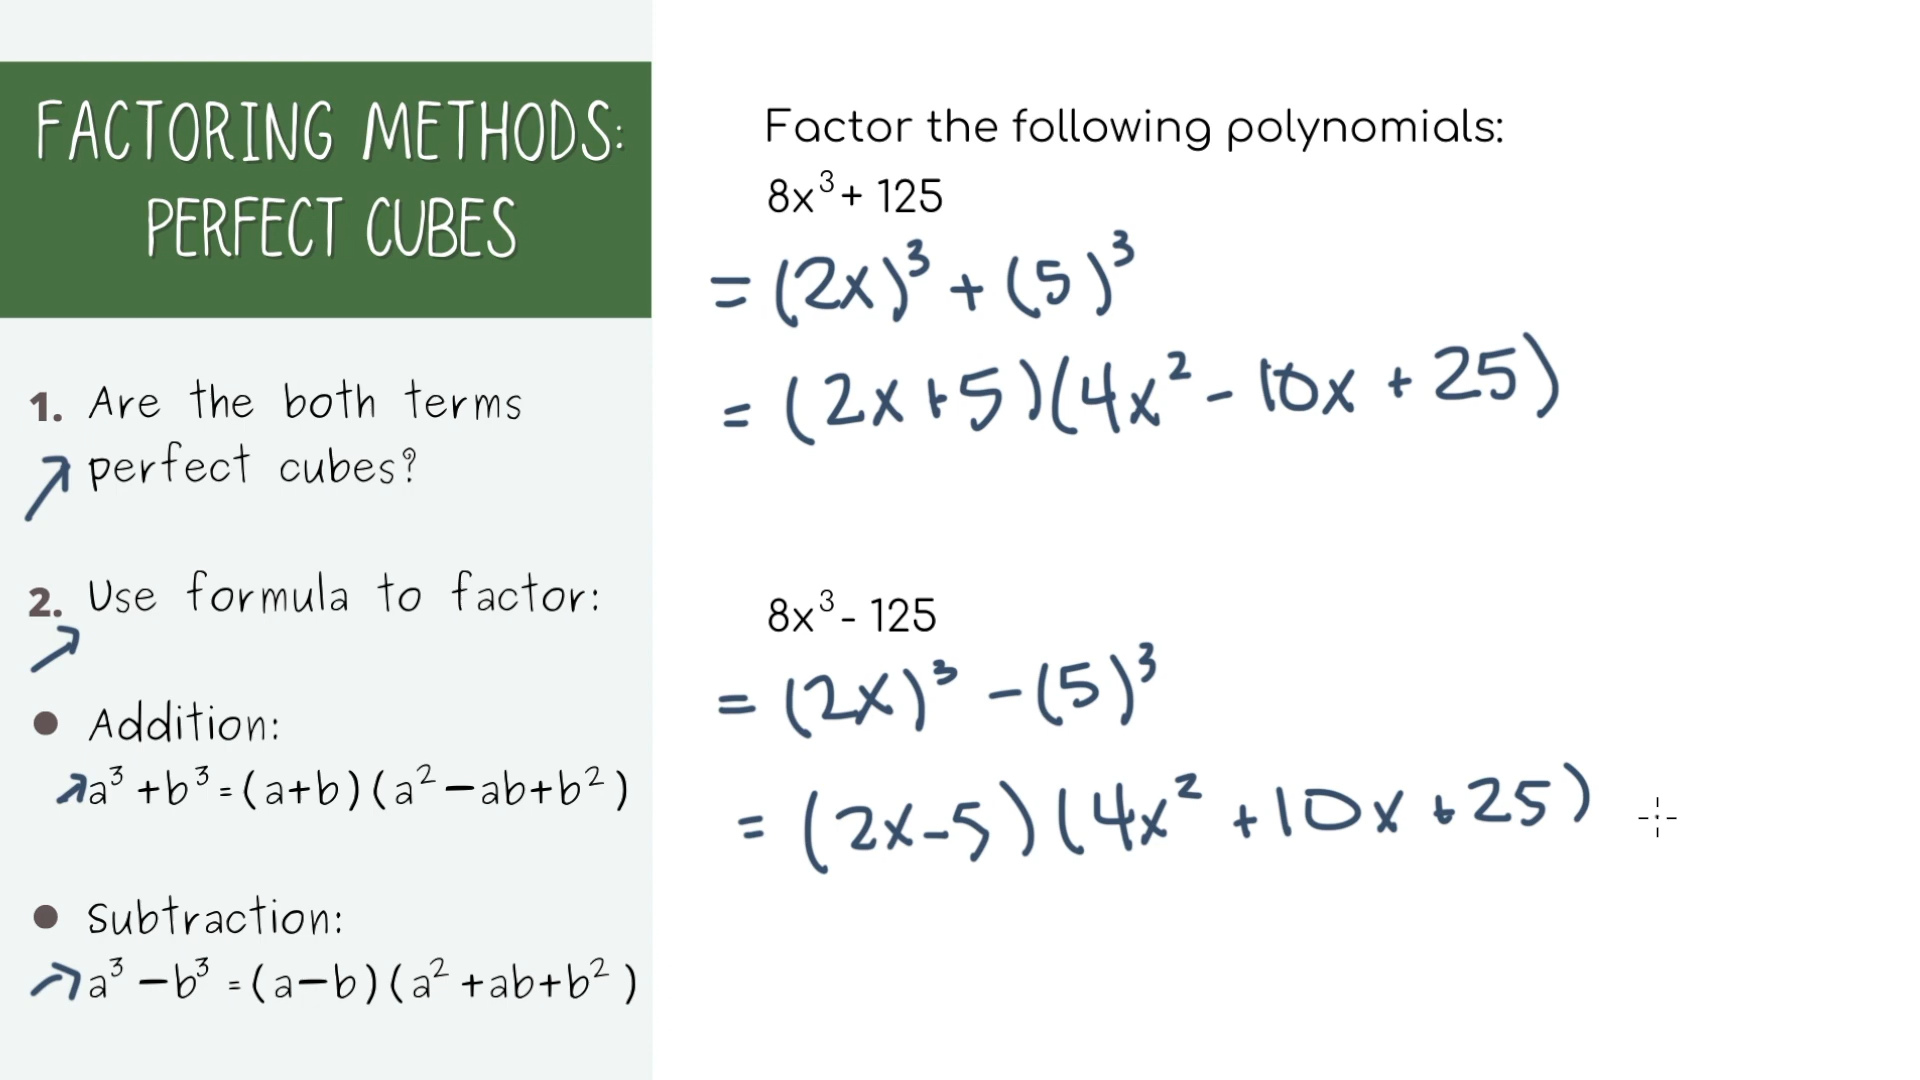 FACTORING METHODS:
PERFECT CUBES
1. Are the both terms
perfect cubes?
2. Use formula to factor:
● Addition:
a³ +b³ = (a+b)(a² −ab+b²)
● Subtraction:
a³ −b³ = (a−b)(a² +ab+b²)
Factor the following polynomials:
8x³ + 125
= (2x)³ + (5)³
= (2x+5)(4x² - 10x + 25)
8x³ - 125
= (2x)³ - (5)³
= (2x-5)(4x² +10x +25)